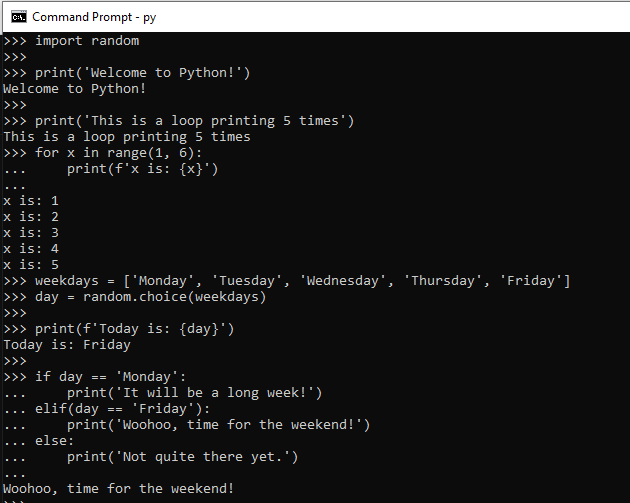 Command Prompt - py
>>> import random
>>>
>>> print('Welcome to Python!')
Welcome to Python!
>>>
>>> print('This is a loop printing 5 times')
This is a loop printing 5 times
>>> for x in range(1, 6):
...     print(f'x is: {x}')
...
x is: 1
x is: 2
x is: 3
x is: 4
x is: 5
>>> weekdays = ['Monday', 'Tuesday', 'Wednesday', 'Thursday', 'Friday']
>>> day = random.choice(weekdays)
>>>
>>> print(f'Today is: {day}')
Today is: Friday
>>>
>>> if day == 'Monday':
...     print('It will be a long week!')
... elif(day == 'Friday'):
...     print('Woohoo, time for the weekend!')
... else:
...     print('Not quite there yet.')
...
Woohoo, time for the weekend!
>>>